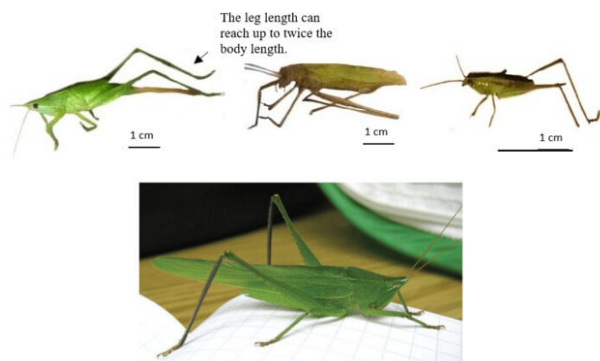 The leg length can
reach up to twice the
body length.
1 cm
1 cm
1 cm